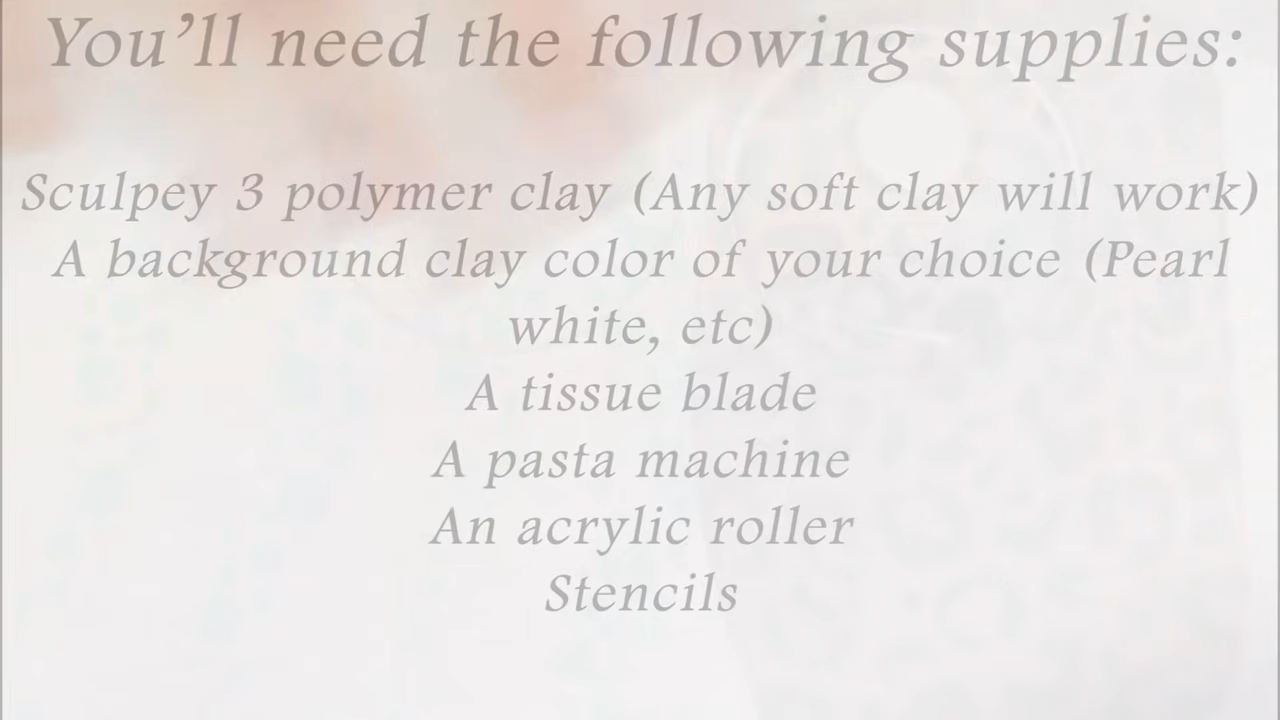 You’ll need the following supplies:
Sculpey 3 polymer clay (Any soft clay will work)
A background clay color of your choice (Pearl
white, etc)
A tissue blade
A pasta machine
An acrylic roller
Stencils